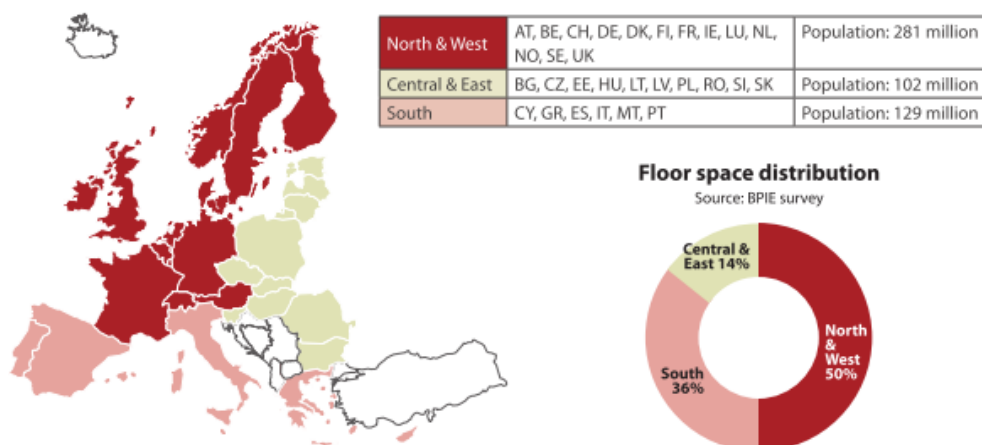 North & West
AT, BE, CH, DE, DK, FI, FR, IE, LU, NL,
NO, SE, UK
Population: 281 million
Central & East
BG, CZ, EE, HU, LT, LV, PL, RO, SI, SK
Population: 102 million
South
CY, GR, ES, IT, MT, PT
Population: 129 million
Floor space distribution
Source: BPIE survey
Central &
East 14%
North
&
West
50%
South
36%